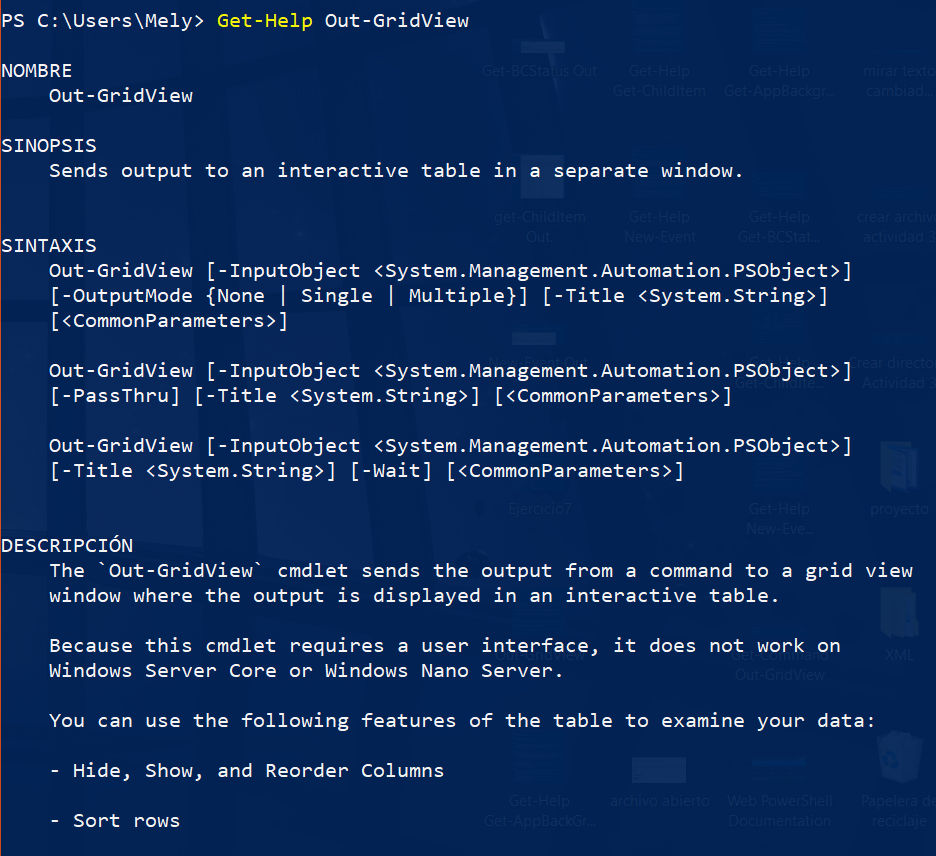 PS C:\Users\Mely> Get-Help Out-GridView
NOMBRE
Out-GridView
SINOPSIS
Sends output to an interactive table in a separate window.
SINTAXIS
Out-GridView [-InputObject <System.Management.Automation.PSObject>]
[-OutputMode {None | Single | Multiple}] [-Title <System.String>]
[<CommonParameters>]
Out-GridView [-InputObject <System.Management.Automation.PSObject>]
[-PassThru] [-Title <System.String>] [<CommonParameters>]
Out-GridView [-InputObject <System.Management.Automation.PSObject>]
[-Title <System.String>] [-Wait] [<CommonParameters>]
DESCRIPCIÓN
The `Out-GridView` cmdlet sends the output from a command to a grid view
window where the output is displayed in an interactive table.
Because this cmdlet requires a user interface, it does not work on
Windows Server Core or Windows Nano Server.
You can use the following features of the table to examine your data:
- Hide, Show, and Reorder Columns
- Sort rows
Get-BCStatus Out
Get-Help
Get-ChildItem
Get-Help
Get-AppBackgr...
mirar texto
cambiad...
get-ChildItem
Out.
Get-Help
New-Event
Get-Help
Get-BCStat...
crear archiv
actividad 3
New-Event Out
Crear directo
Actividad 3
Ejercicio7
Get-Help
New-Eve...
proyecto
Get-Command
Out-GridView
XML
Get-Help
Get-AppBackGr...
archivo abierto
Web PowerShell
Documentation
Papelera de
reciclaje